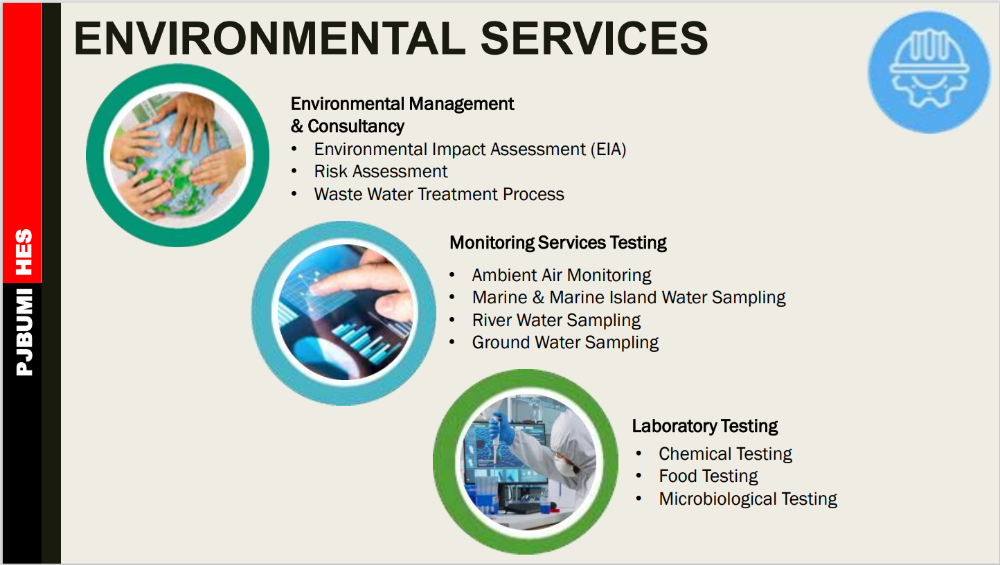 ENVIRONMENTAL SERVICES
Environmental Management
& Consultancy
• Environmental Impact Assessment (EIA)
• Risk Assessment
• Waste Water Treatment Process
Monitoring Services Testing
• Ambient Air Monitoring
• Marine & Marine Island Water Sampling
• River Water Sampling
• Ground Water Sampling
Laboratory Testing
• Chemical Testing
• Food Testing
• Microbiological Testing
PJBUMI HES